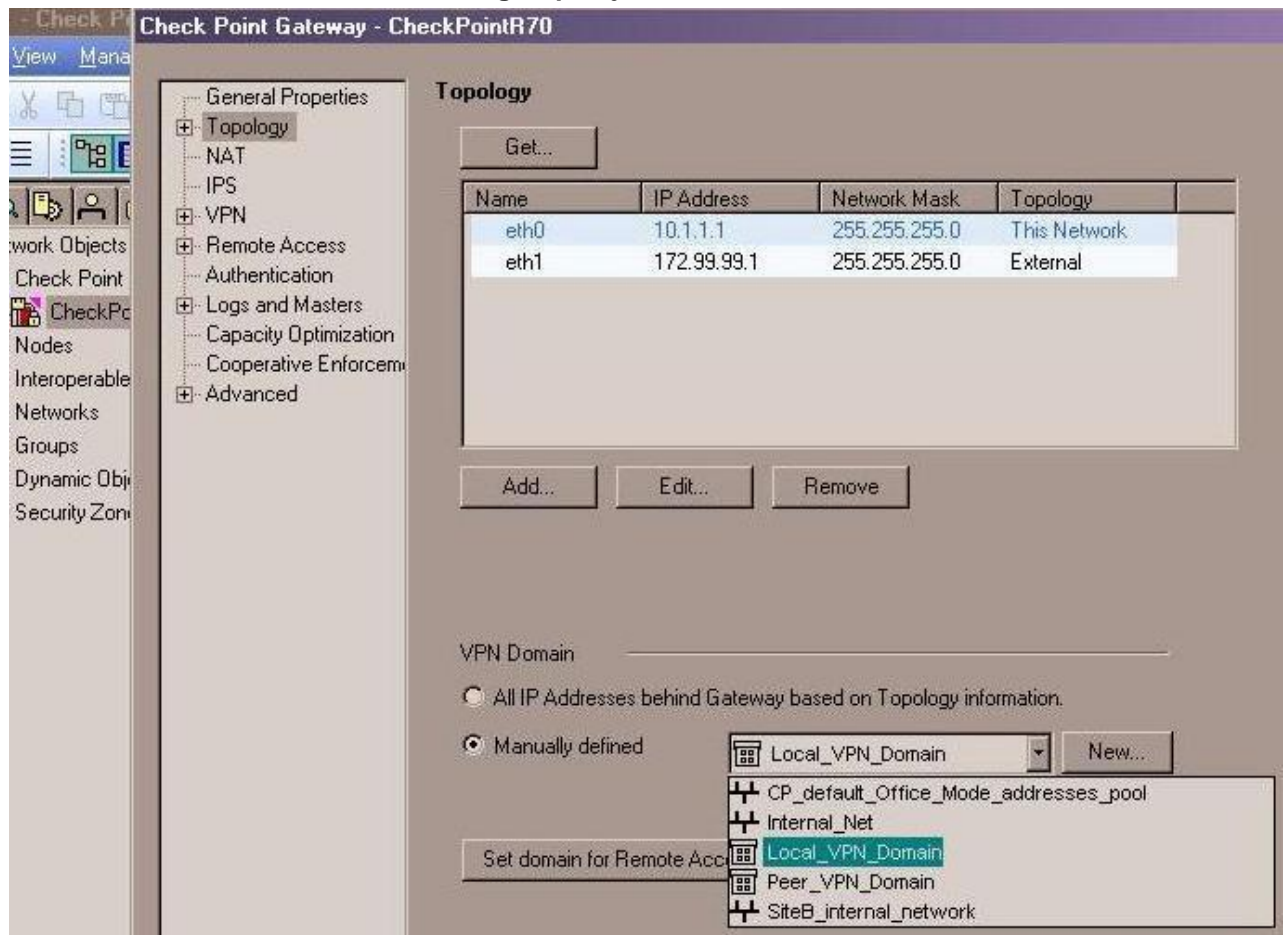 - Check P
Check Point Gateway - CheckPointR70
View Mana
General Properties
Topology
NAT
IPS
VPN
Remote Access
Authentication
Logs and Masters
Capacity Optimization
Cooperative Enforcem
Advanced
work Objects
Check Point
CheckPo
Nodes
Interoperable
Networks
Groups
Dynamic Obj
Security Zon
Topology
Get...
Name IP Address Network Mask Topology
eth0 10.1.1.1 255.255.255.0 This Network
eth1 172.99.99.1 255.255.255.0 External
Add... Edit... Remove
VPN Domain
All IP Addresses behind Gateway based on Topology information.
Manually defined Local_VPN_Domain New...
CP_default_Office_Mode_addresses_pool
Internal_Net
Local_VPN_Domain
Peer_VPN_Domain
SiteB_internal_network
Set domain for Remote Acc